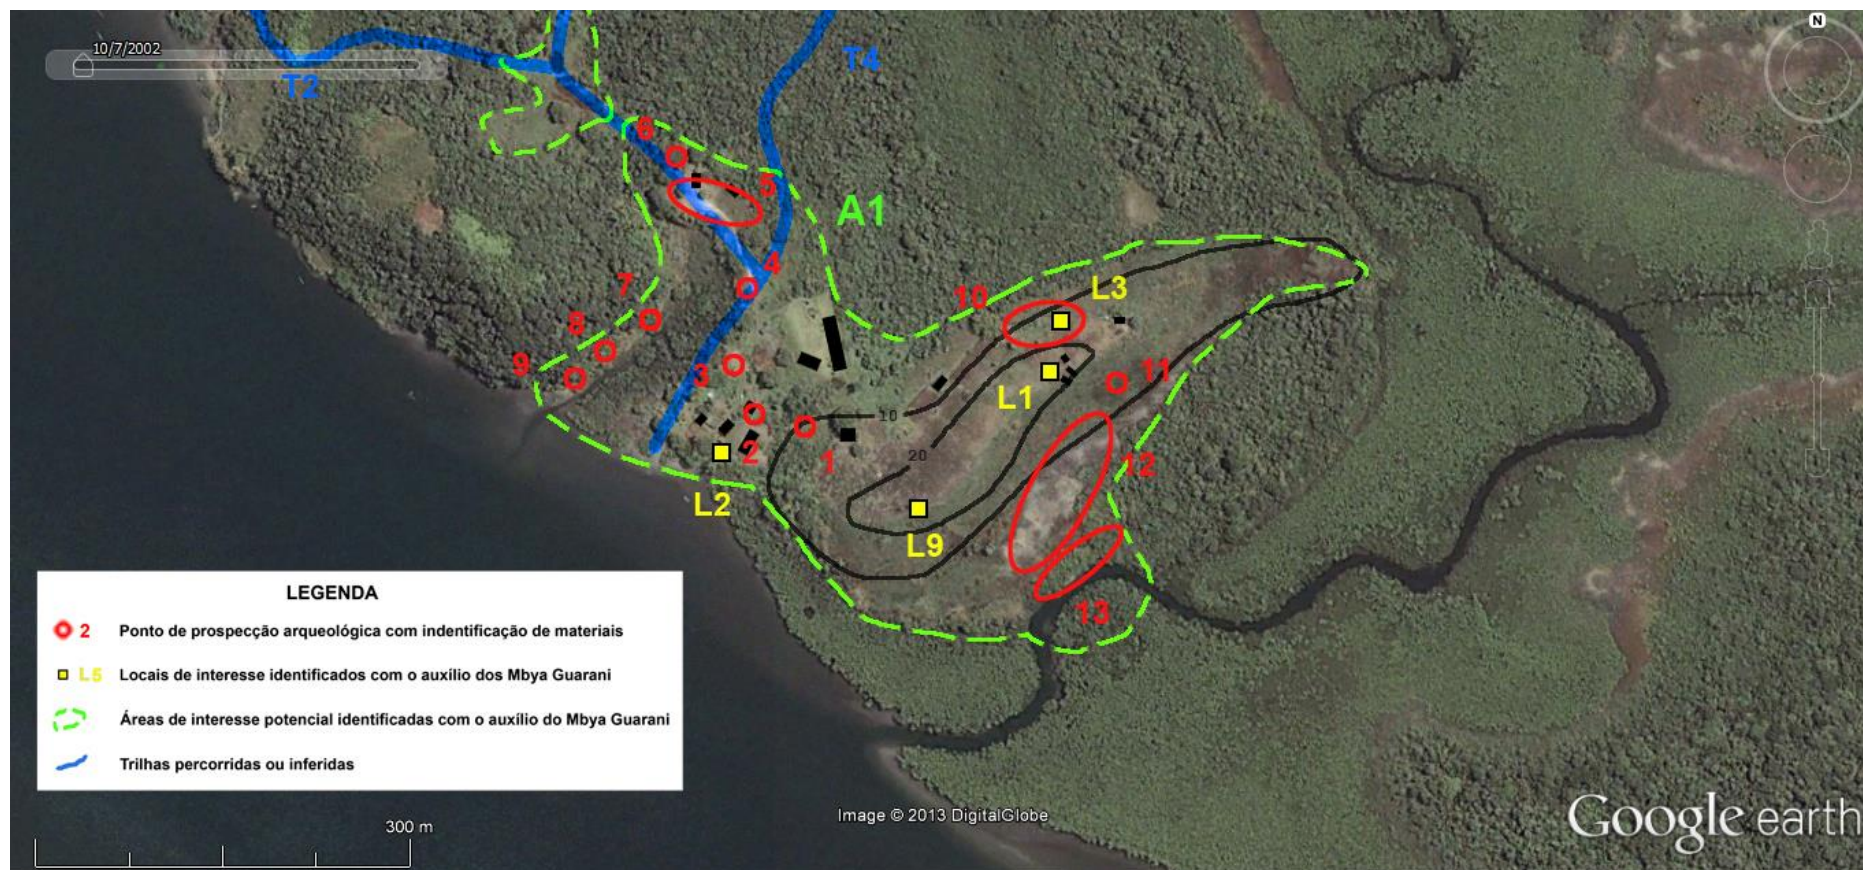 N
10/7/2002
T2
T4
6
5
A1
4
7
10
L3
8
9
3
L1
11
10
2
1
20
12
L2
L9
13
LEGENDA
2 Ponto de prospecção arqueológica com indentificação de materiais
L5 Locais de interesse identificados com o auxílio dos Mbya Guarani
Áreas de interesse potencial identificadas com o auxílio do Mbya Guarani
Trilhas percorridas ou inferidas
300 m
Image © 2013 DigitalGlobe
Google earth